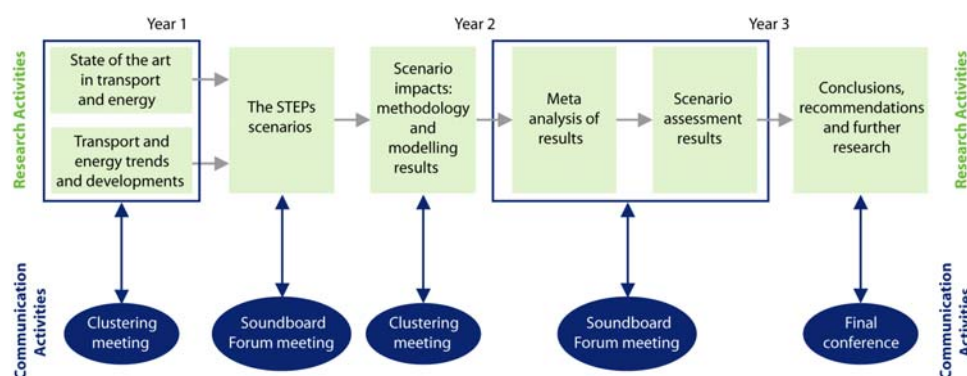 Year 1
Year 2
Year 3
Research Activities
State of the art
in transport
and energy
Transport and
energy trends
and developments
The STEPs
scenarios
Scenario
impacts:
methodology
and
modelling
results
Meta
analysis of
results
Scenario
assessment
results
Conclusions,
recommendations
and further
research
Research Activities
Communication
Activities
Clustering
meeting
Soundboard
Forum meeting
Clustering
meeting
Soundboard
Forum meeting
Final
conference
Communication
Activities